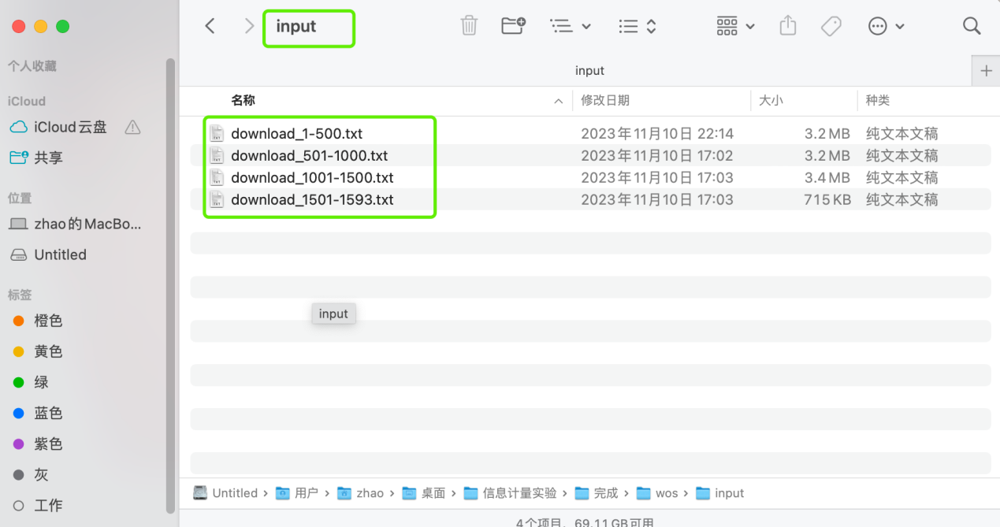 input
input
个人收藏
iCloud
iCloud云盘
共享
位置
zhao的MacBo...
Untitled
标签
橙色
黄色
绿
蓝色
紫色
灰
工作
名称 修改日期 大小 种类
download_1-500.txt 2023年11月10日 22:14 3.2 MB 纯文本文稿
download_501-1000.txt 2023年11月10日 17:02 3.2 MB 纯文本文稿
download_1001-1500.txt 2023年11月10日 17:03 3.4 MB 纯文本文稿
download_1501-1593.txt 2023年11月10日 17:03 715 KB 纯文本文稿
input
Untitled › 用户 › zhao › 桌面 › 信息计量实验 › 完成 › wos › input
4个项目，69.11 GB可用